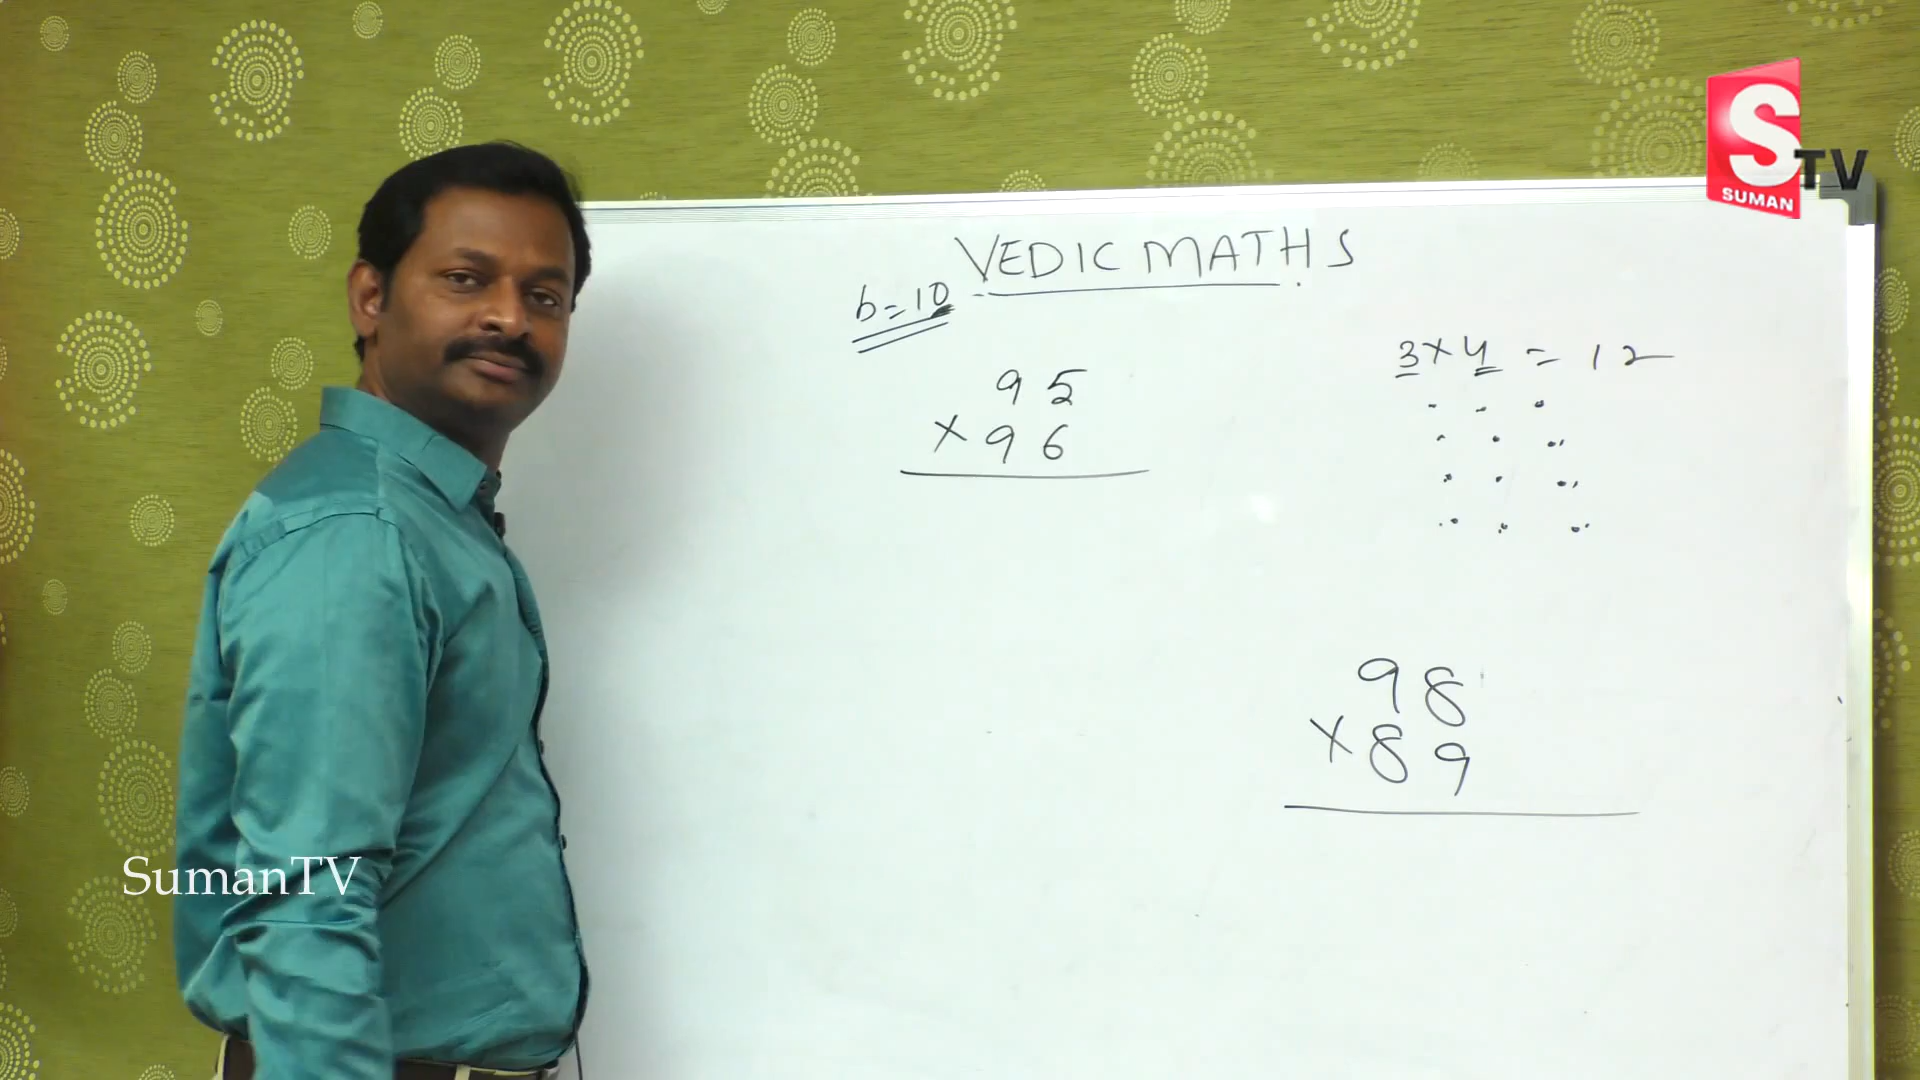 S TV
SUMAN
VEDIC MATHS
b=10
95
×96
3×4 = 12
98
×89
SumanTV